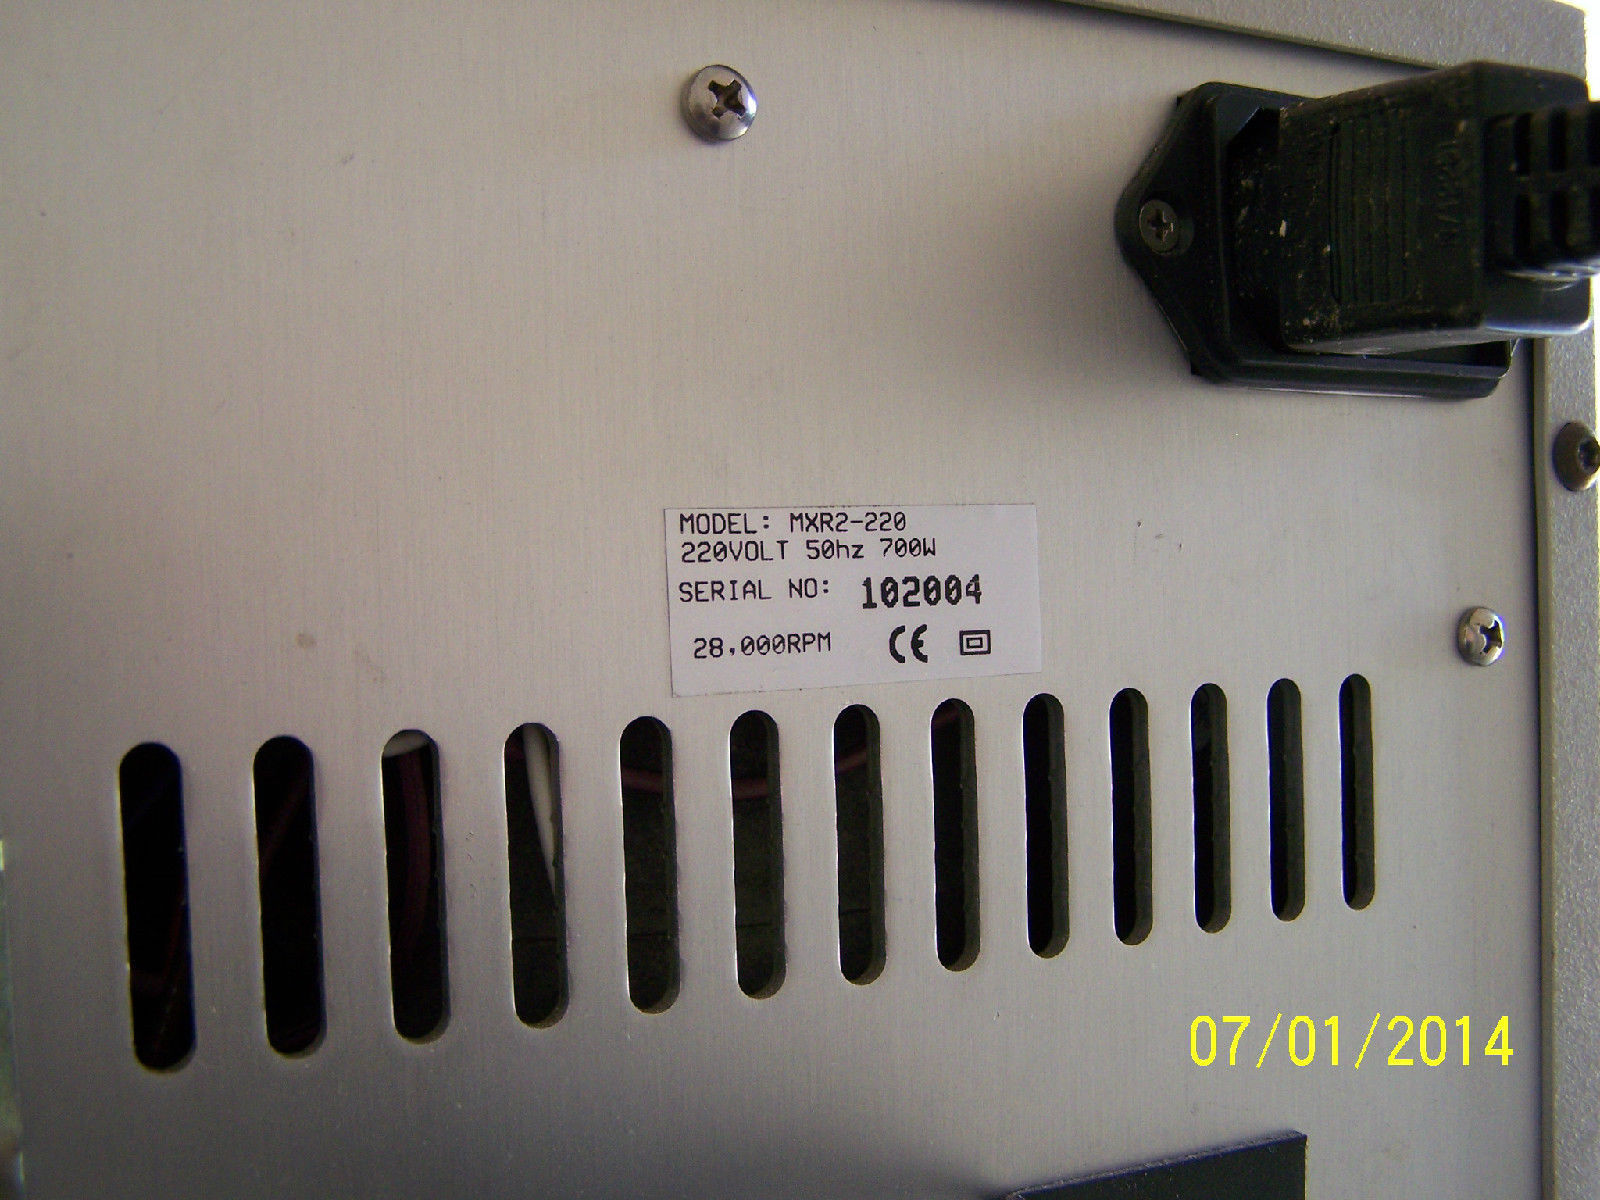 MODEL: MXR2-220
220VOLT 50hz 700W
SERIAL NO: 102004
28,000RPM CE
07/01/2014